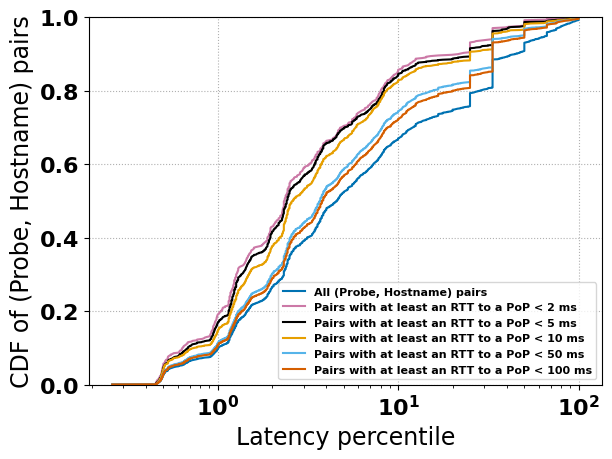 CDF of (Probe, Hostname) pairs
1.0
0.8
0.6
0.4
0.2
0.0
All (Probe, Hostname) pairs
Pairs with at least an RTT to a PoP < 2 ms
Pairs with at least an RTT to a PoP < 5 ms
Pairs with at least an RTT to a PoP < 10 ms
Pairs with at least an RTT to a PoP < 50 ms
Pairs with at least an RTT to a PoP < 100 ms
10⁰ 10¹ 10²
Latency percentile